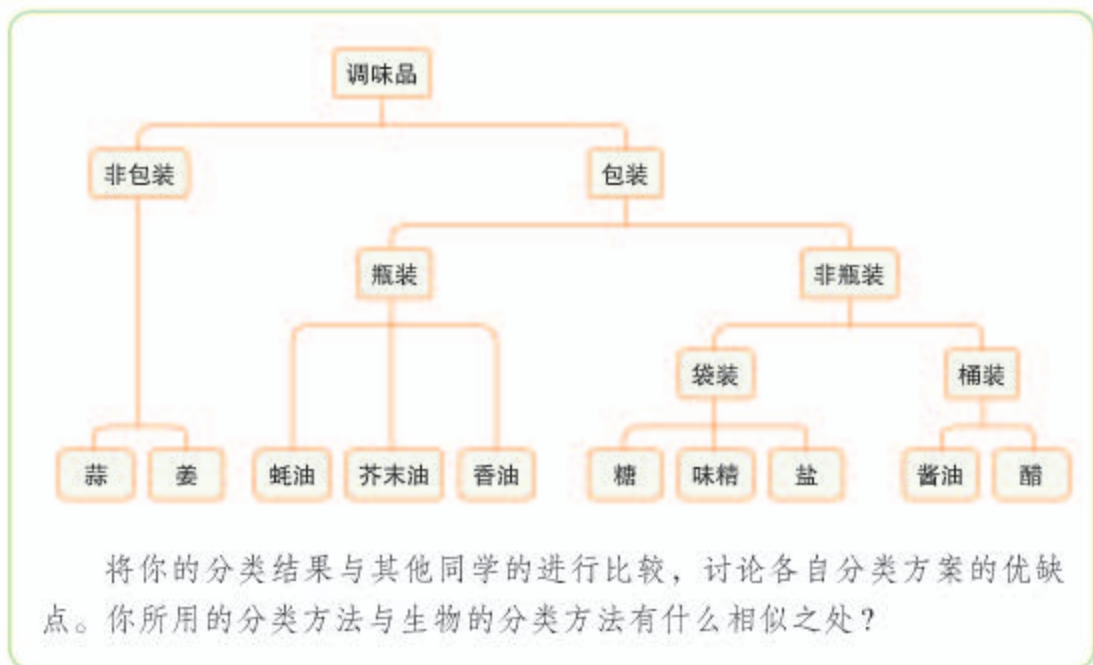 调味品
非包装 包装
瓶装 非瓶装
袋装 桶装
蒜 姜 蚝油 芥末油 香油 糖 味精 盐 酱油 醋
将你的分类结果与其他同学的进行比较，讨论各自分类方案的优缺
点。你所用的分类方法与生物的分类方法有什么相似之处？